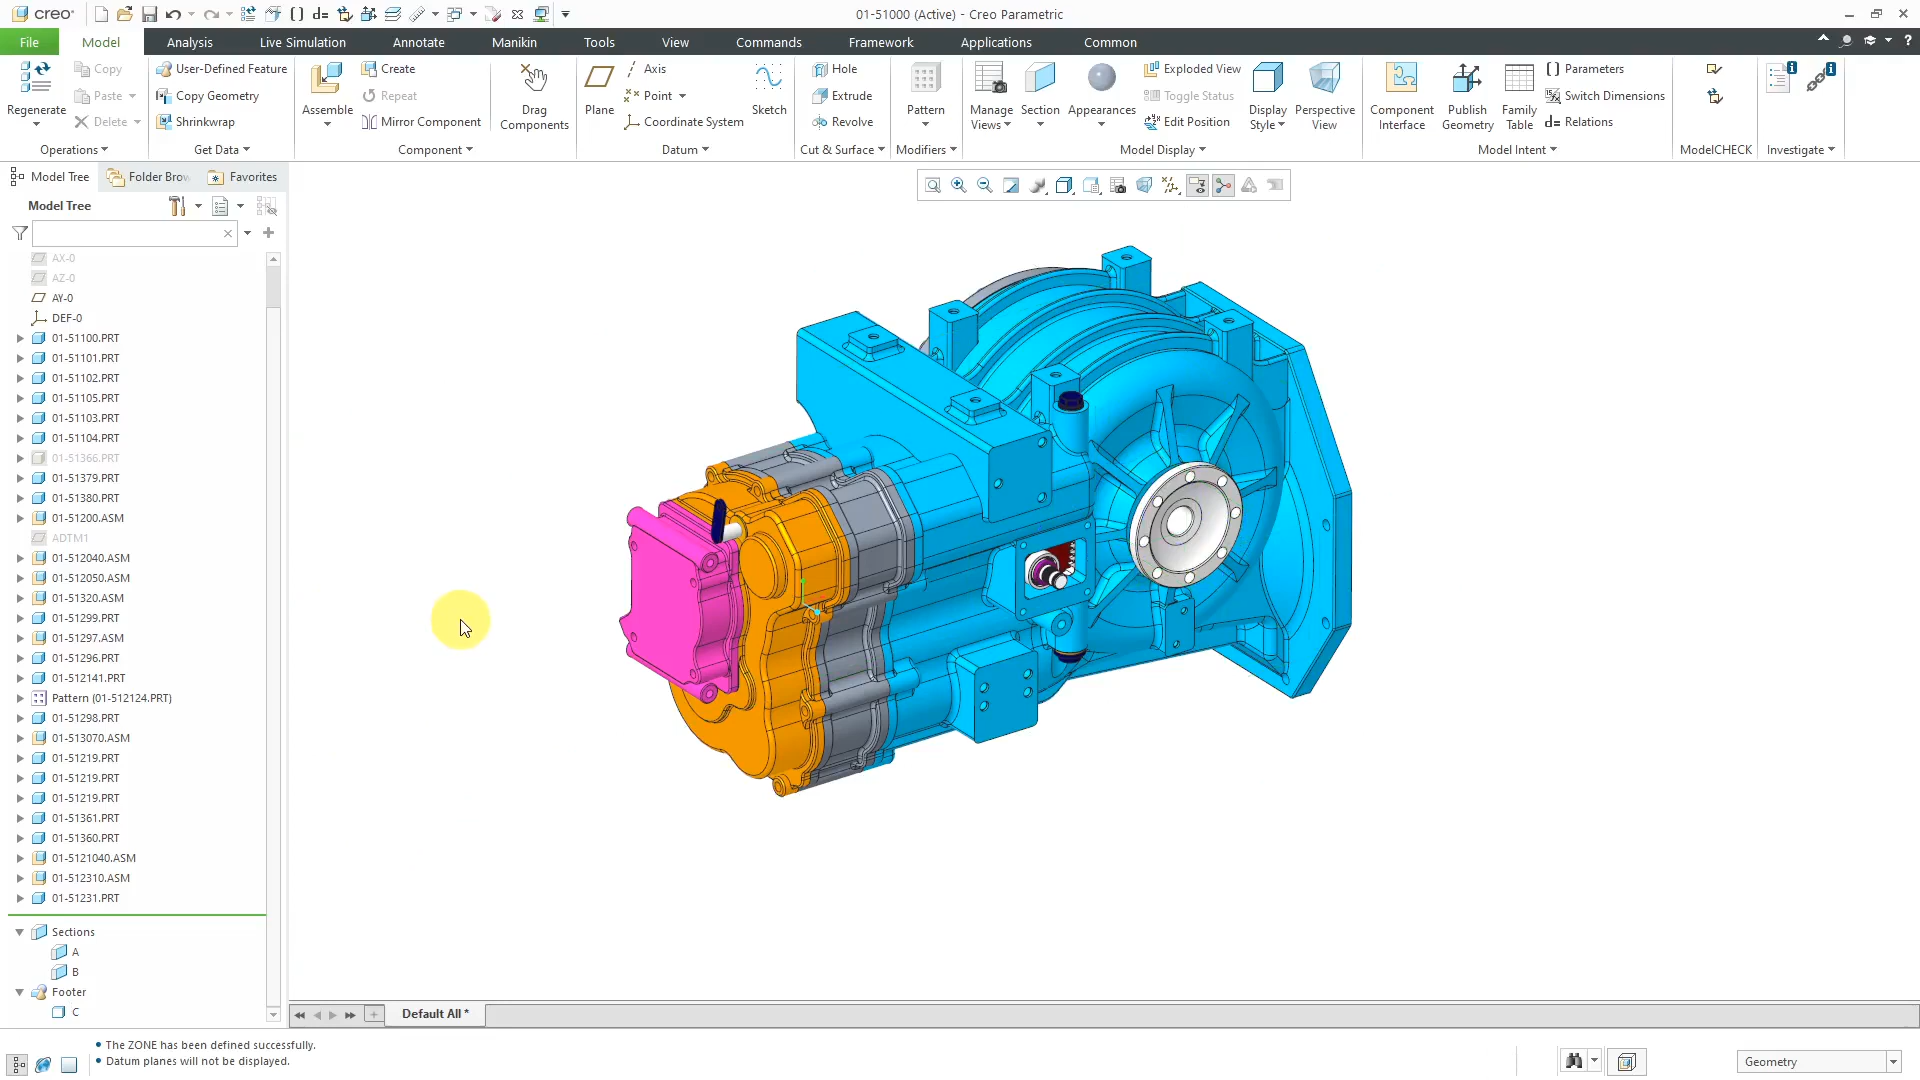 creo
01-51000 (Active) - Creo Parametric
File
Model
Analysis
Live Simulation
Annotate
Manikin
Tools
View
Commands
Framework
Applications
Common
Regenerate
Copy
Paste
Delete
Operations
User-Defined Feature
Copy Geometry
Shrinkwrap
Get Data
Assemble
Create
Repeat
Mirror Component
Component
Drag
Components
Plane
Axis
Point
Coordinate System
Sketch
Datum
Hole
Extrude
Revolve
Cut & Surface
Pattern
Modifiers
Manage
Views
Section
Appearances
Exploded View
Toggle Status
Edit Position
Display
Style
Perspective
View
Model Display
Component
Interface
Publish
Geometry
Family
Table
Parameters
Switch Dimensions
d= Relations
Model Intent
ModelCHECK
Investigate
Model Tree
Folder Brow
Favorites
Model Tree
AX-0
AZ-0
AY-0
DEF-0
01-51100.PRT
01-51101.PRT
01-51102.PRT
01-51105.PRT
01-51103.PRT
01-51104.PRT
01-51366.PRT
01-51379.PRT
01-51380.PRT
01-51200.ASM
ADTM1
01-512040.ASM
01-512050.ASM
01-51320.ASM
01-51299.PRT
01-51297.ASM
01-51296.PRT
01-512141.PRT
Pattern (01-512124.PRT)
01-51298.PRT
01-513070.ASM
01-51219.PRT
01-51219.PRT
01-51219.PRT
01-51361.PRT
01-51360.PRT
01-5121040.ASM
01-512310.ASM
01-51231.PRT
Sections
A
B
Footer
C
Default All *
• The ZONE has been defined successfully.
• Datum planes will not be displayed.
Geometry